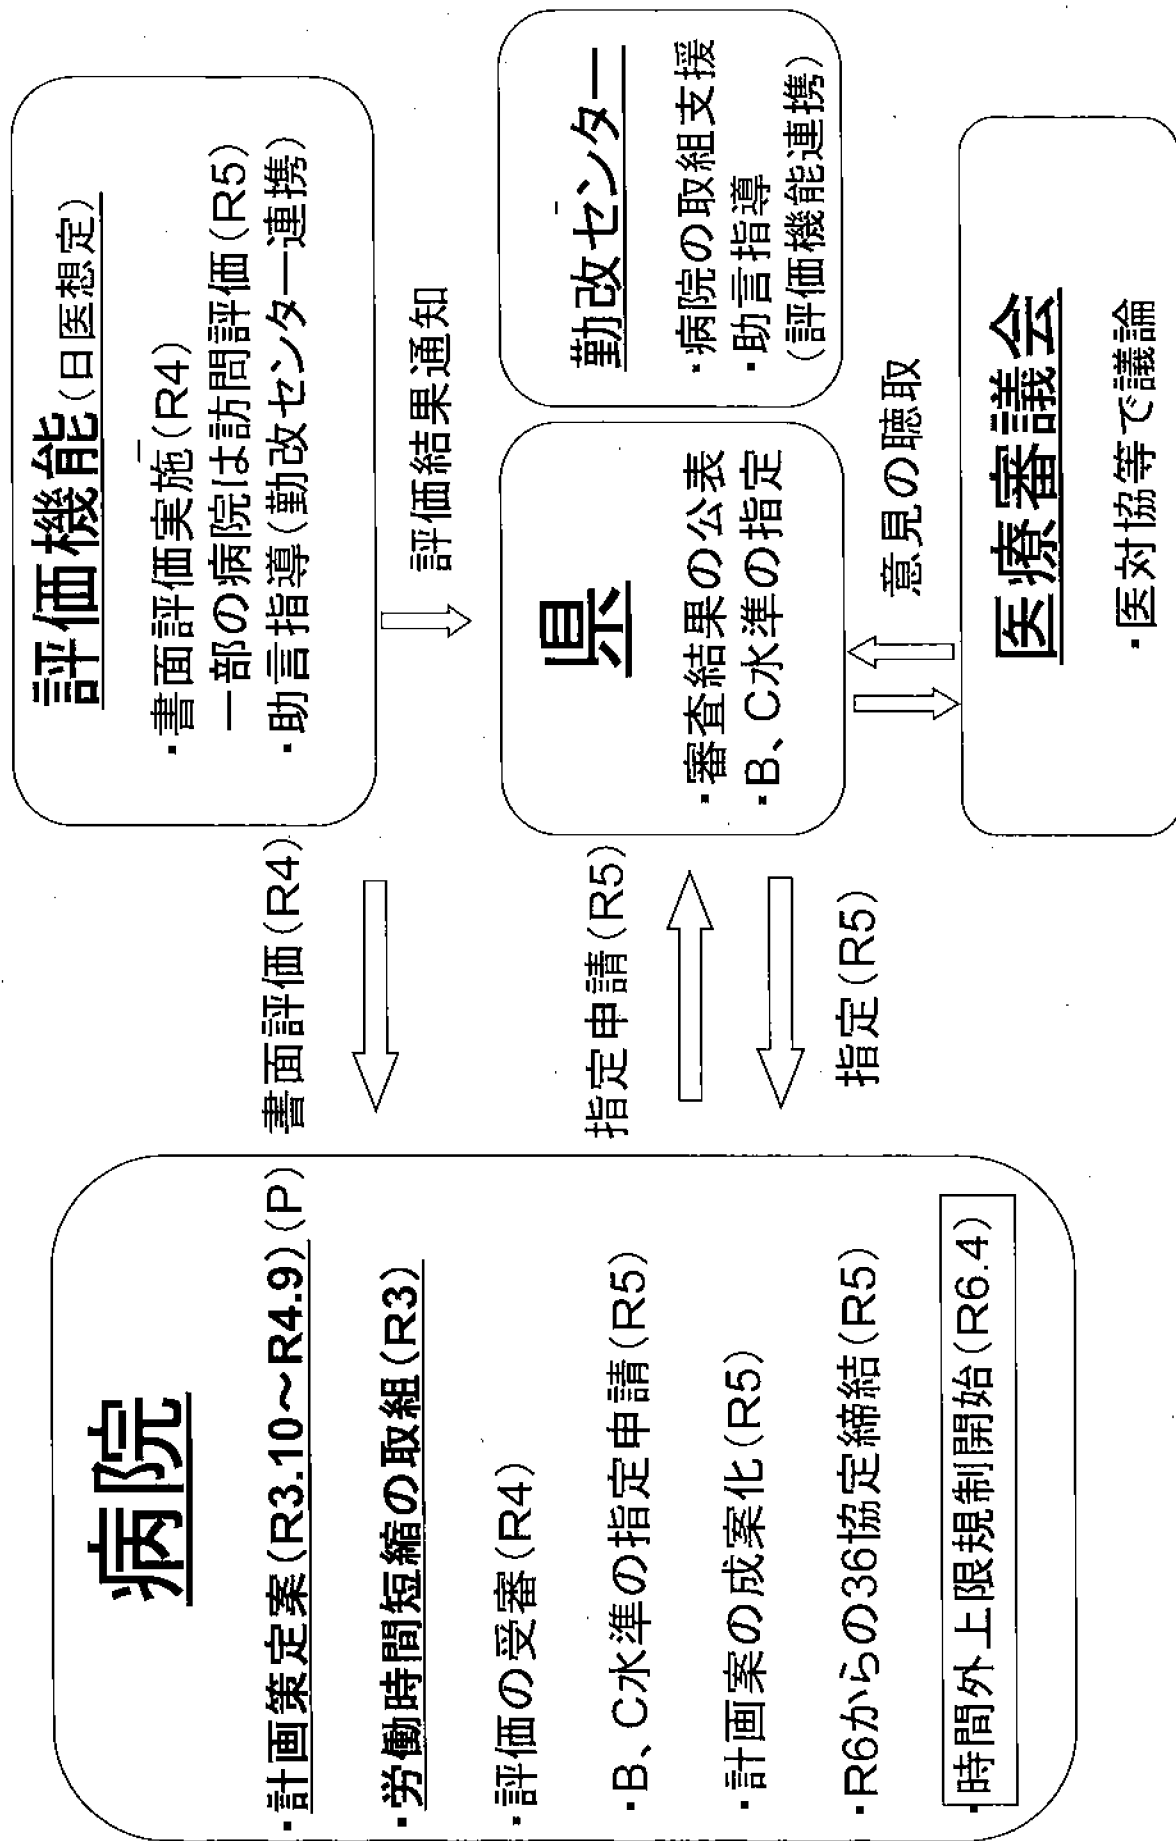 病院
・計画策定案(R3.10～R4.9)(P)
・労働時間短縮の取組(R3)
・評価の受審(R4)
・B、C水準の指定申請(R5)
・計画案の成案化(R5)
・R6からの36協定締結(R5)
・時間外上限規制開始(R6.4)
書面評価(R4)
指定申請(R5)
指定(R5)
評価機能(日医想定)
・書面評価実施(R4)
一部の病院は訪問評価(R5)
・助言指導(勤改センター連携)
評価結果通知
県
・審査結果の公表
・B、C水準の指定
勤改センター
・病院の取組支援
・助言指導
(評価機能連携)
意見の聴取
医療審議会
・医対協等で議論